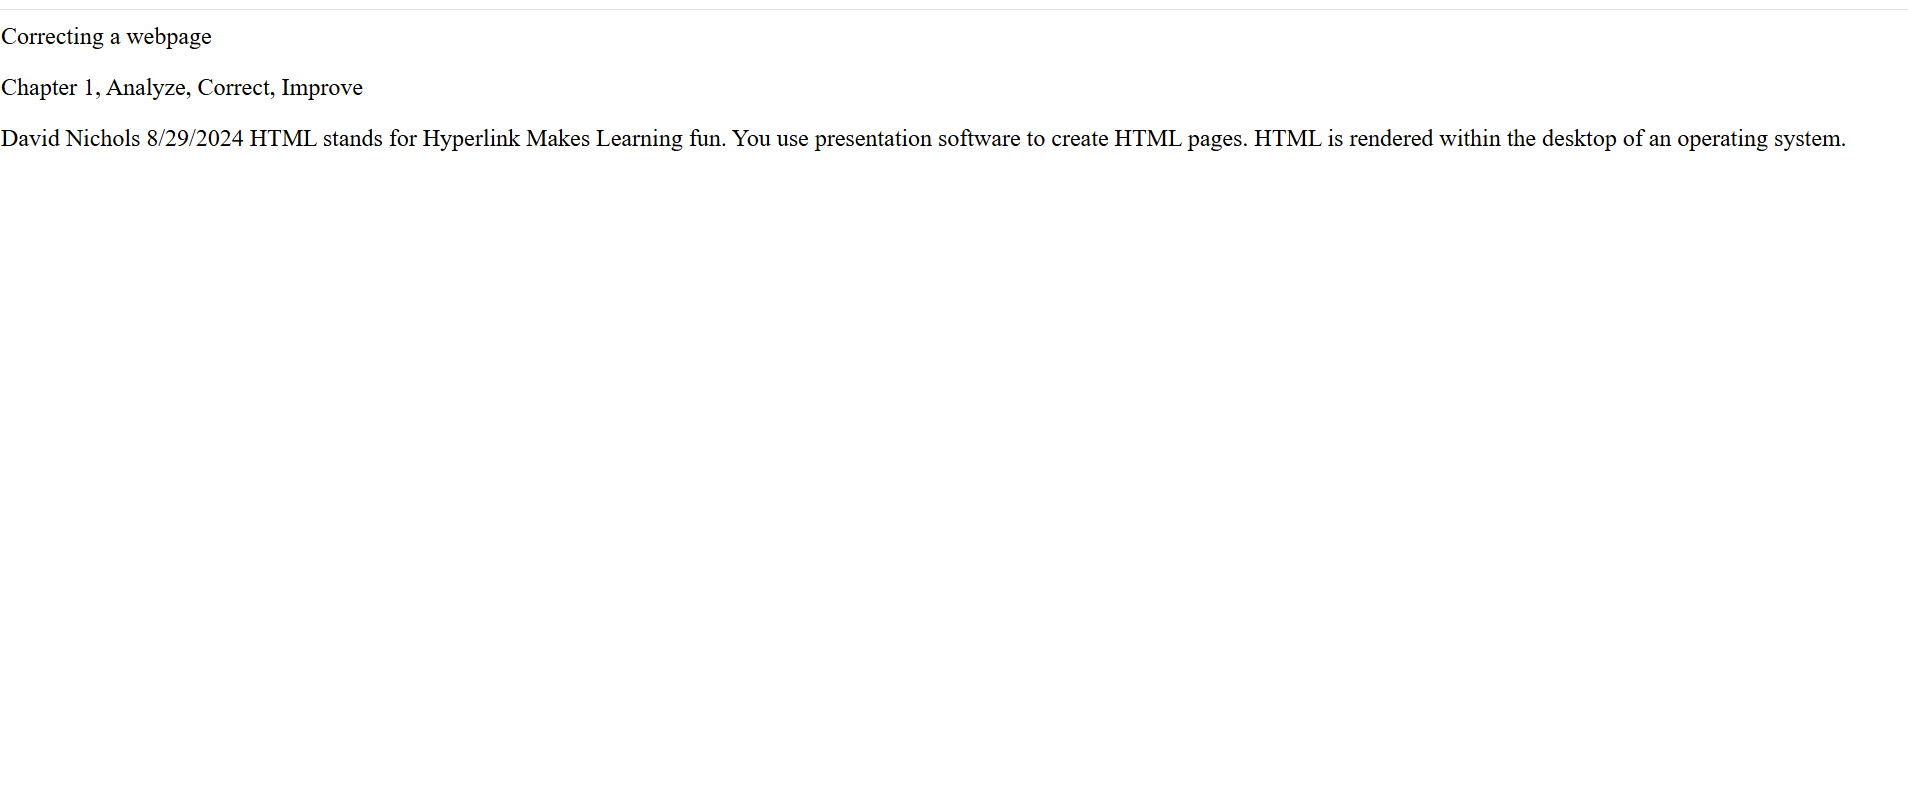 Correcting a webpage
Chapter 1, Analyze, Correct, Improve
David Nichols 8/29/2024 HTML stands for Hyperlink Makes Learning fun. You use presentation software to create HTML pages. HTML is rendered within the desktop of an operating system.